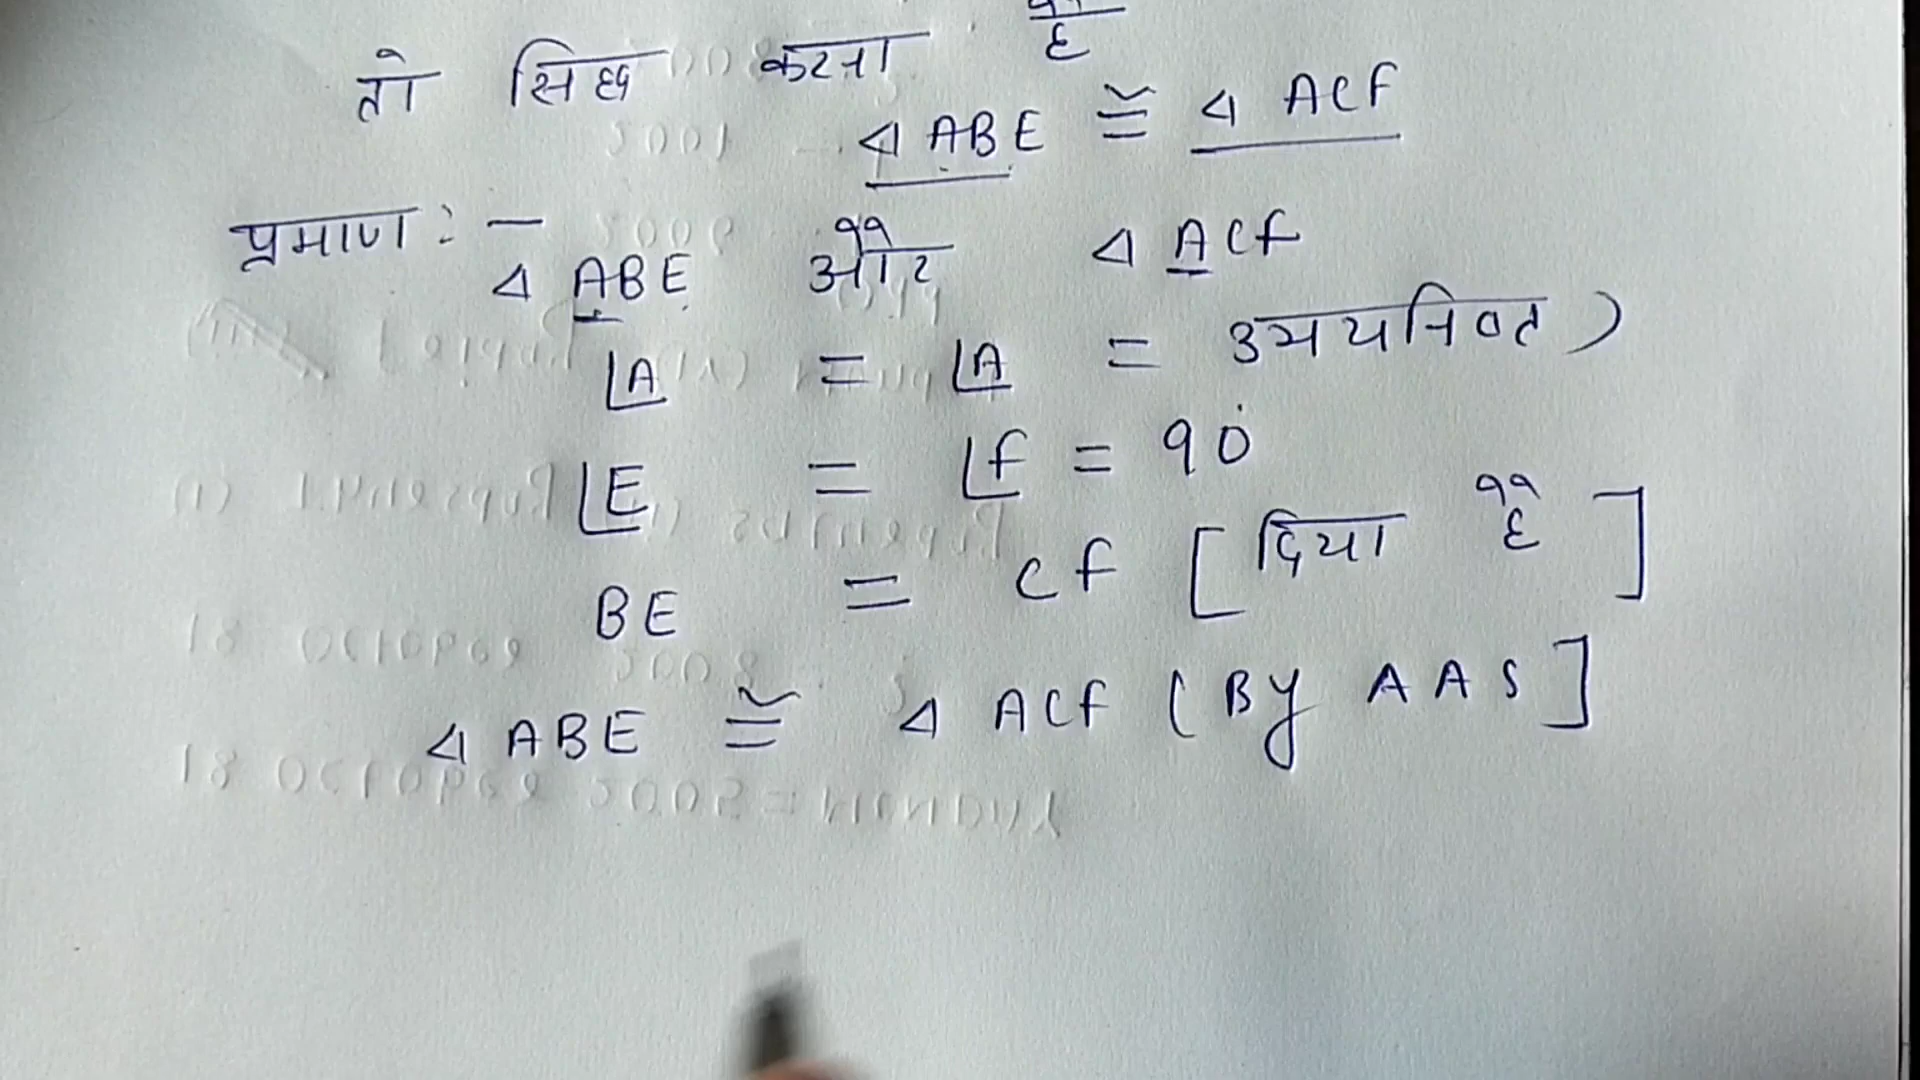 तो सिद्ध करना है
△ ABE ≅ △ ACF
प्रमाण : —
△ ABE और △ ACF
∠A = ∠A = उभयनिष्ट )
∠E = ∠F = 90°
BE = CF [ दिया है ]
△ ABE ≅ △ ACF ( By AAS ]